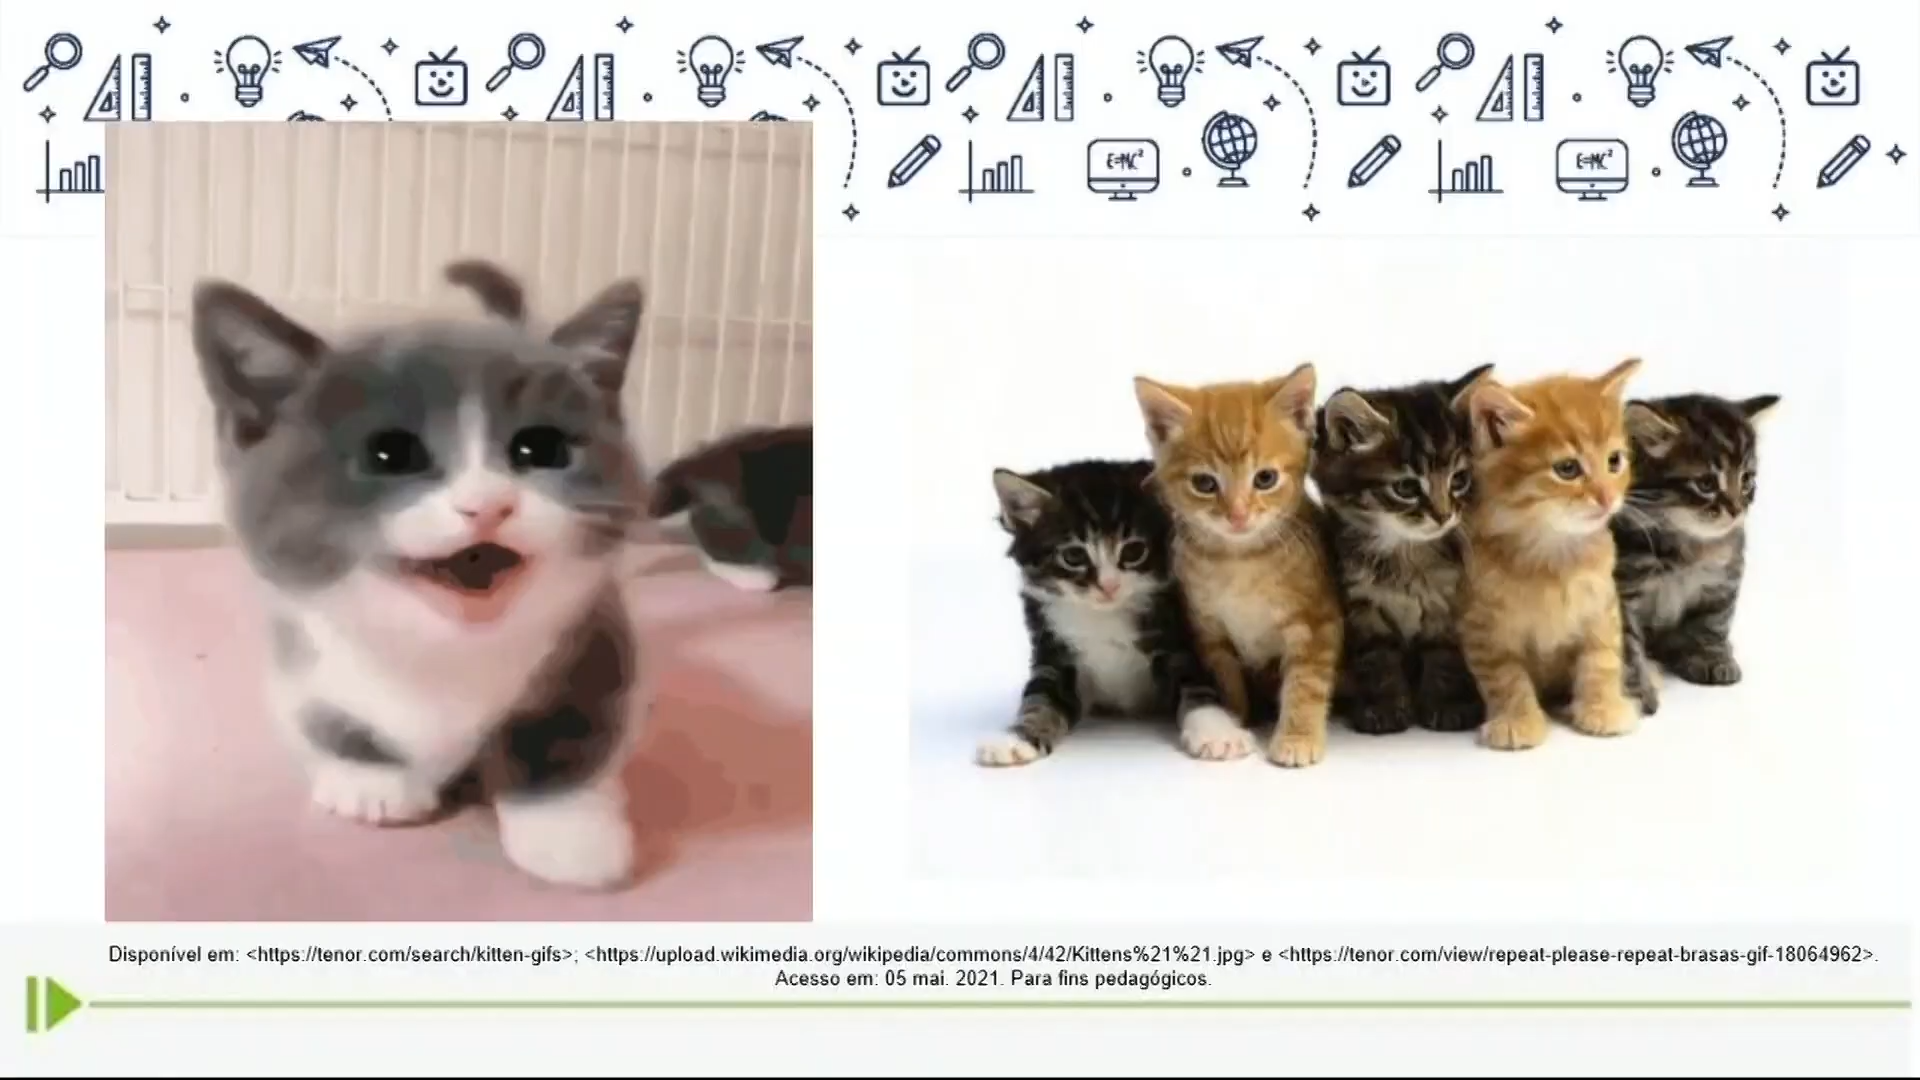 E=MC²
E=MC²
Disponível em: <https://tenor.com/search/kitten-gifs>; <https://upload.wikimedia.org/wikipedia/commons/4/42/Kittens%21%21.jpg> e <https://tenor.com/view/repeat-please-repeat-brasas-gif-18064962>.
Acesso em: 05 mai. 2021. Para fins pedagógicos.